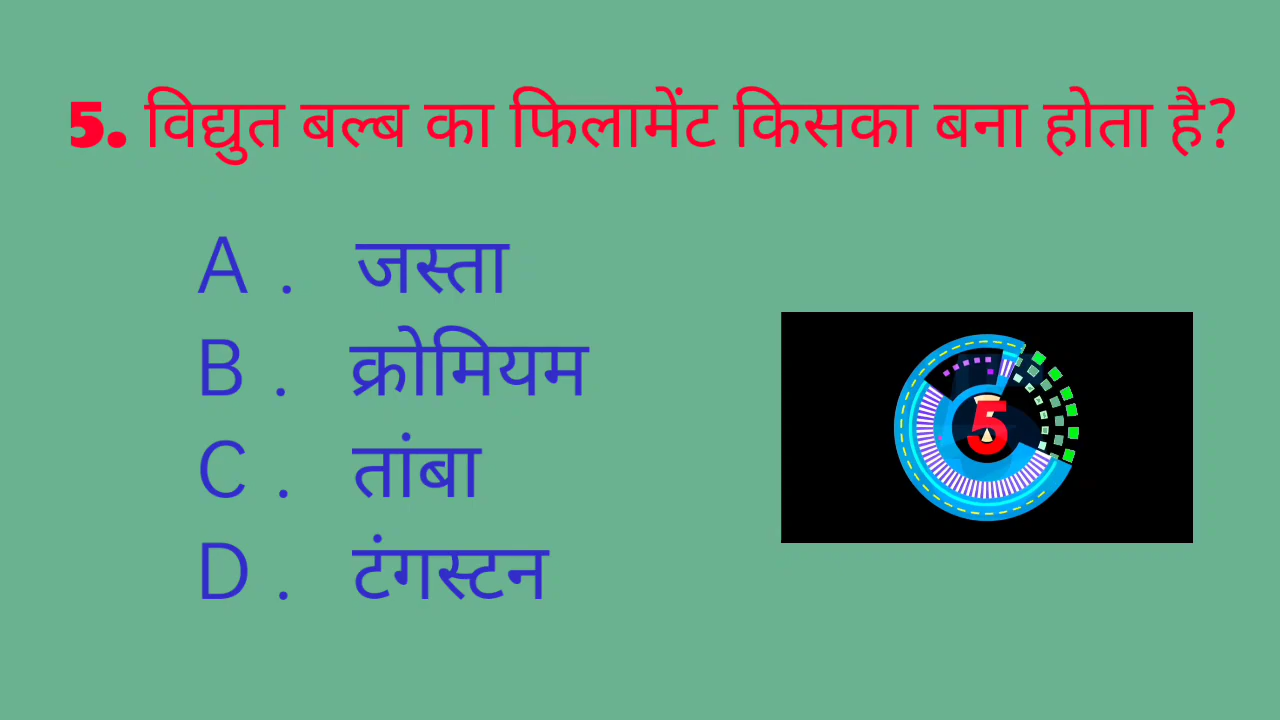 5. विद्युत बल्ब का फिलामेंट किसका बना होता है?
A . जस्ता
B . क्रोमियम
C . तांबा
D . टंगस्टन
5